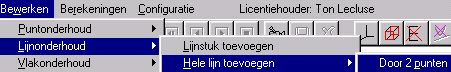 Bewerken Berekeningen Configuratie Licentiehouder: Ton Lecluse
Puntonderhoud
Lijnonderhoud Lijnstuk toevoegen
Vlakonderhoud Hele lijn toevoegen Door 2 punten